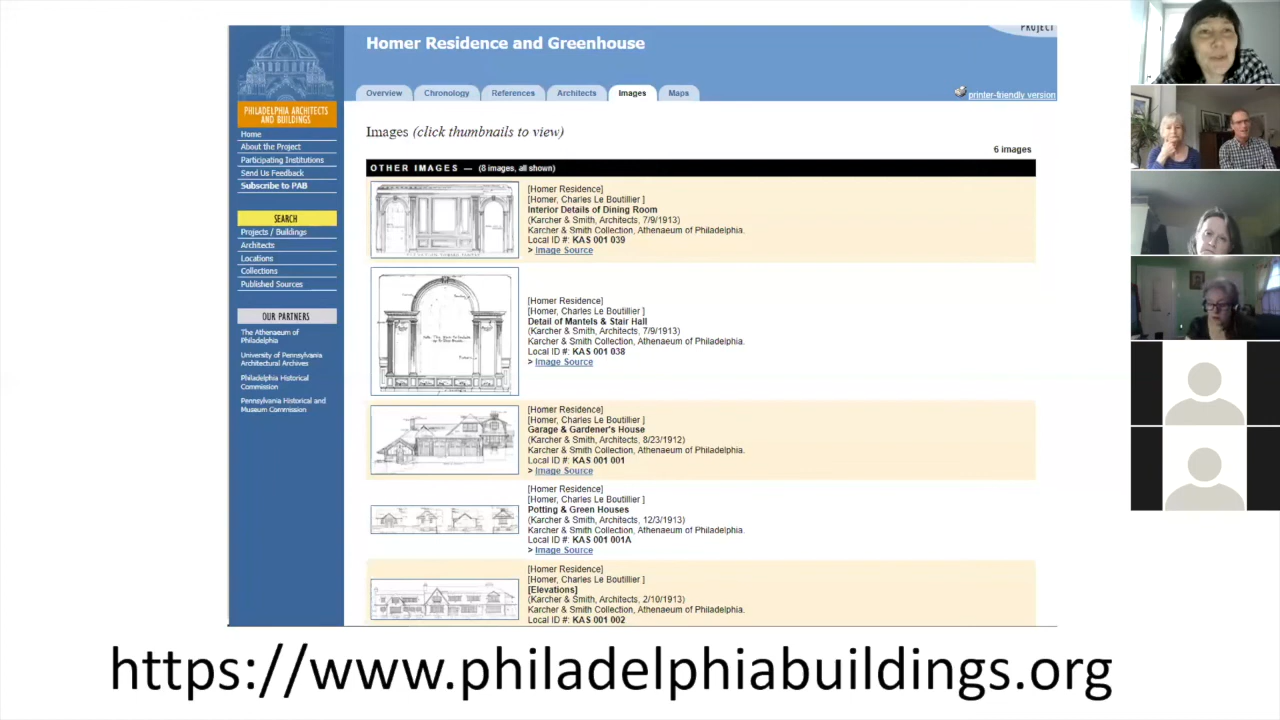 PROJECT
Homer Residence and Greenhouse
Overview Chronology References Architects Images Maps
printer-friendly version
PHILADELPHIA ARCHITECTS
AND BUILDINGS
Home
About the Project
Participating Institutions
Send Us Feedback
Subscribe to PAB
SEARCH
Projects / Buildings
Architects
Locations
Collections
Published Sources
OUR PARTNERS
The Athenaeum of
Philadelphia
University of Pennsylvania
Architectural Archives
Philadelphia Historical
Commission
Pennsylvania Historical and
Museum Commission
Images (click thumbnails to view)
6 images
OTHER IMAGES — (6 images, all shown)
[Homer Residence]
[Homer, Charles Le Boutillier ]
Interior Details of Dining Room
(Karcher & Smith, Architects, 7/9/1913)
Karcher & Smith Collection, Athenaeum of Philadelphia.
Local ID #: KAS 001 039
> Image Source
[Homer Residence]
[Homer, Charles Le Boutillier ]
Detail of Mantels & Stair Hall
(Karcher & Smith, Architects, 7/9/1913)
Karcher & Smith Collection, Athenaeum of Philadelphia.
Local ID #: KAS 001 038
> Image Source
[Homer Residence]
[Homer, Charles Le Boutillier ]
Garage & Gardener's House
(Karcher & Smith, Architects, 8/23/1912)
Karcher & Smith Collection, Athenaeum of Philadelphia.
Local ID #: KAS 001 001
> Image Source
[Homer Residence]
[Homer, Charles Le Boutillier ]
Potting & Green Houses
(Karcher & Smith, Architects, 12/3/1913)
Karcher & Smith Collection, Athenaeum of Philadelphia.
Local ID #: KAS 001 001A
> Image Source
[Homer Residence]
[Homer, Charles Le Boutillier ]
[Elevations]
(Karcher & Smith, Architects, 2/10/1913)
Karcher & Smith Collection, Athenaeum of Philadelphia.
Local ID #: KAS 001 002
https://www.philadelphiabuildings.org